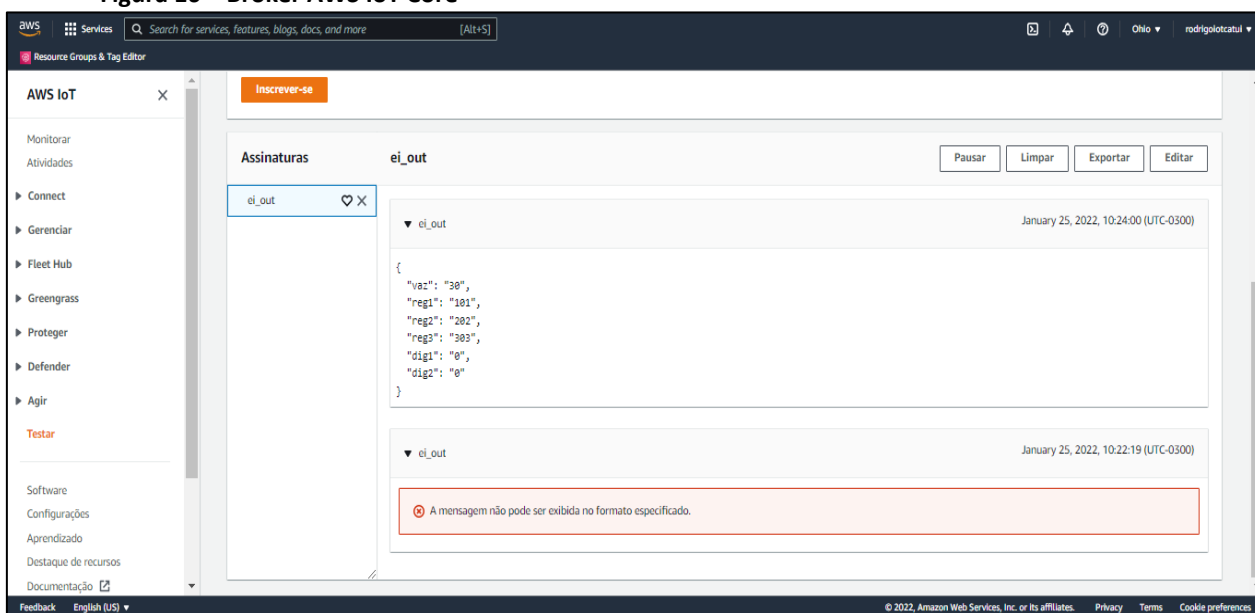 Figura 10 – Broker AWS IoT Core
aws Services Search for services, features, blogs, docs, and more [Alt+S] Ohio ▼ rodrigoiotcatui ▼
Resource Groups & Tag Editor
AWS IoT
Monitorar
Atividades
Connect
Gerenciar
Fleet Hub
Greengrass
Proteger
Defender
Agir
Testar
Software
Configurações
Aprendizado
Destaque de recursos
Documentação
Inscrever-se
Assinaturas
ei_out
ei_out Pausar Limpar Exportar Editar
▼ ei_out January 25, 2022, 10:24:00 (UTC-0300)
{
"vaz": "30",
"reg1": "101",
"reg2": "202",
"reg3": "303",
"dig1": "0",
"dig2": "0"
}
▼ ei_out January 25, 2022, 10:22:19 (UTC-0300)
A mensagem não pode ser exibida no formato especificado.
Feedback English (US) ▼ © 2022, Amazon Web Services, Inc. or its affiliates. Privacy Terms Cookie preferences